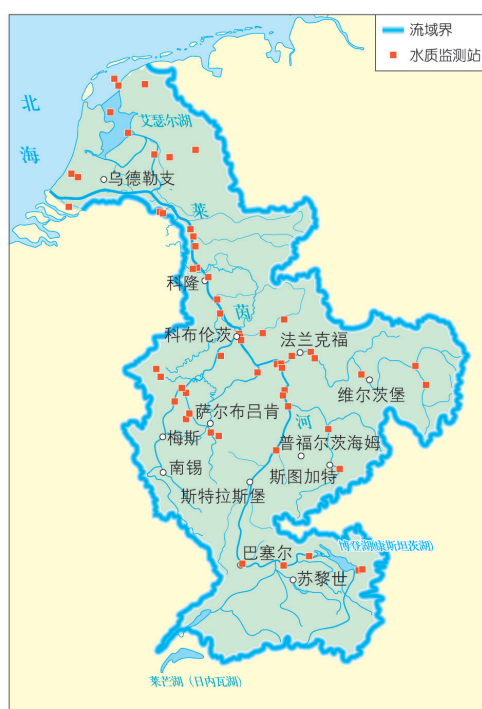 流域界
水质监测站
北
海
艾瑟尔湖
乌德勒支
莱
科隆
茵
科布伦茨
法兰克福
维尔茨堡
萨尔布吕肯
河
梅斯
普福尔茨海姆
南锡
斯图加特
斯特拉斯堡
博登湖(康斯坦茨湖)
巴塞尔
苏黎世
莱芒湖（日内瓦湖）